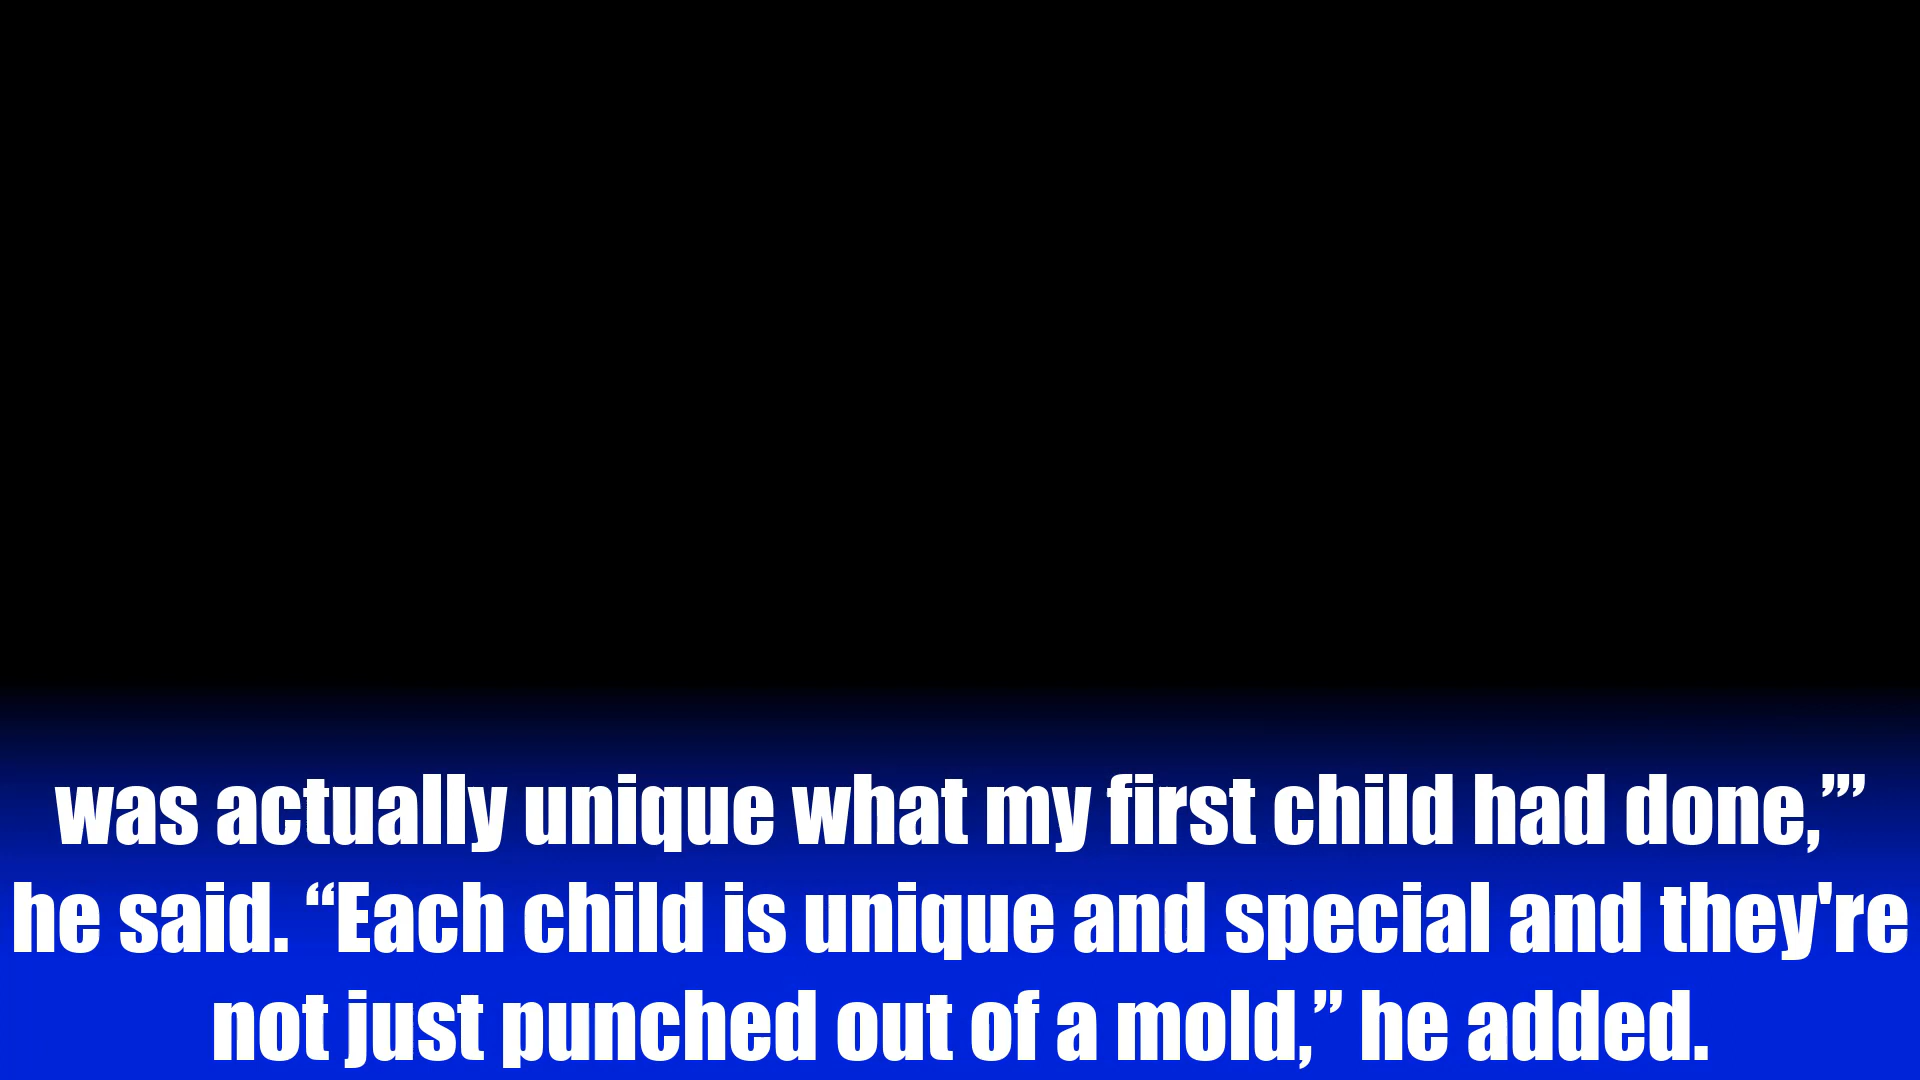 was actually unique what my first child had done,’”
he said. “Each child is unique and special and they're
not just punched out of a mold,” he added.